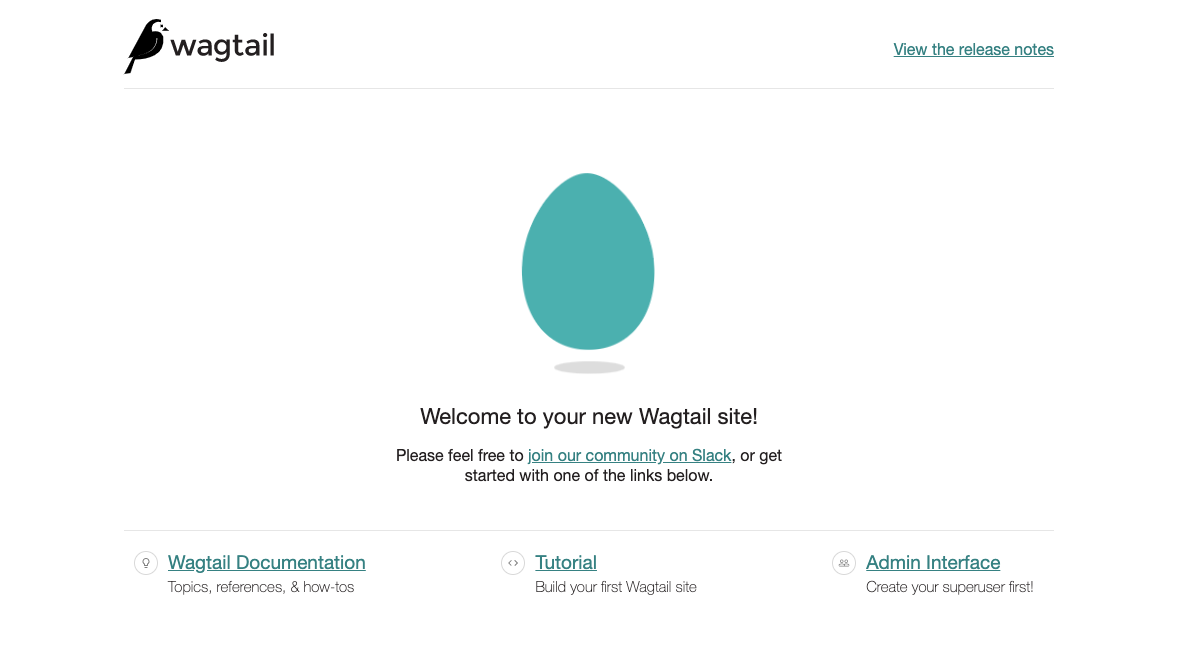 wagtail
View the release notes
Welcome to your new Wagtail site!
Please feel free to join our community on Slack, or get
started with one of the links below.
Wagtail Documentation
Topics, references, & how-tos
Tutorial
Build your first Wagtail site
Admin Interface
Create your superuser first!